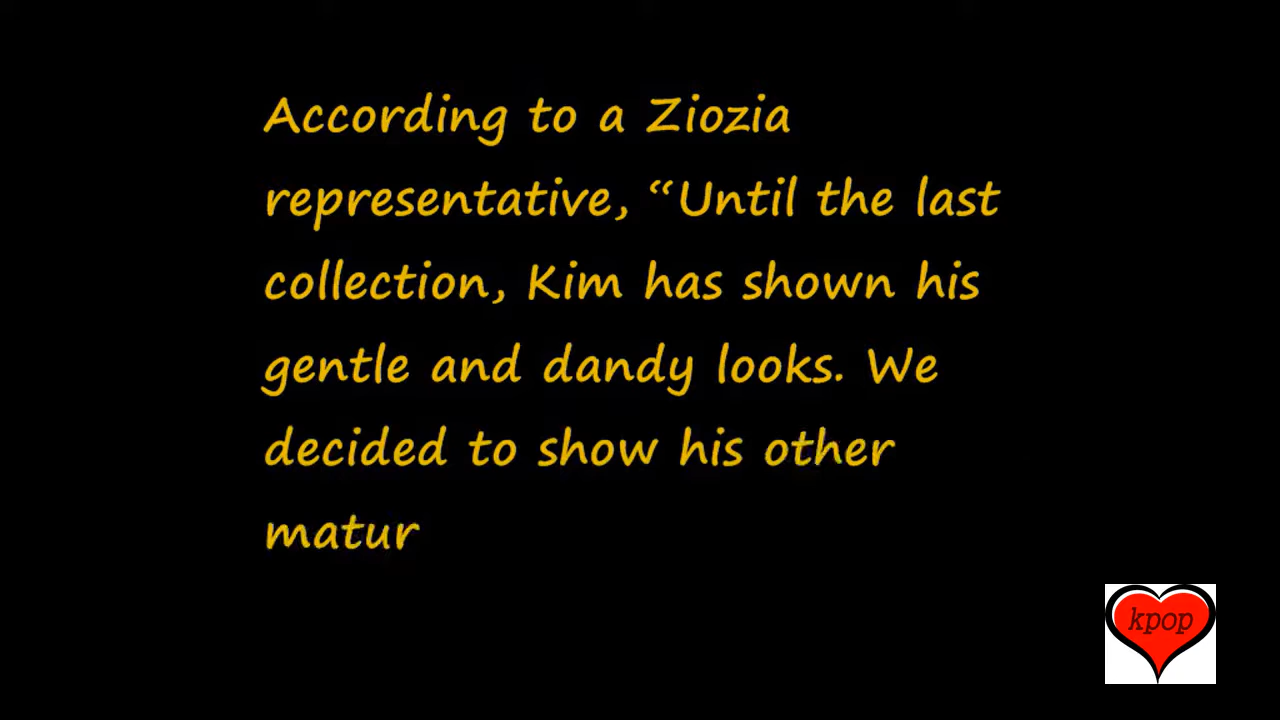 According to a Ziozia
representative, “Until the last
collection, Kim has shown his
gentle and dandy looks. We
decided to show his other
matur
kpop